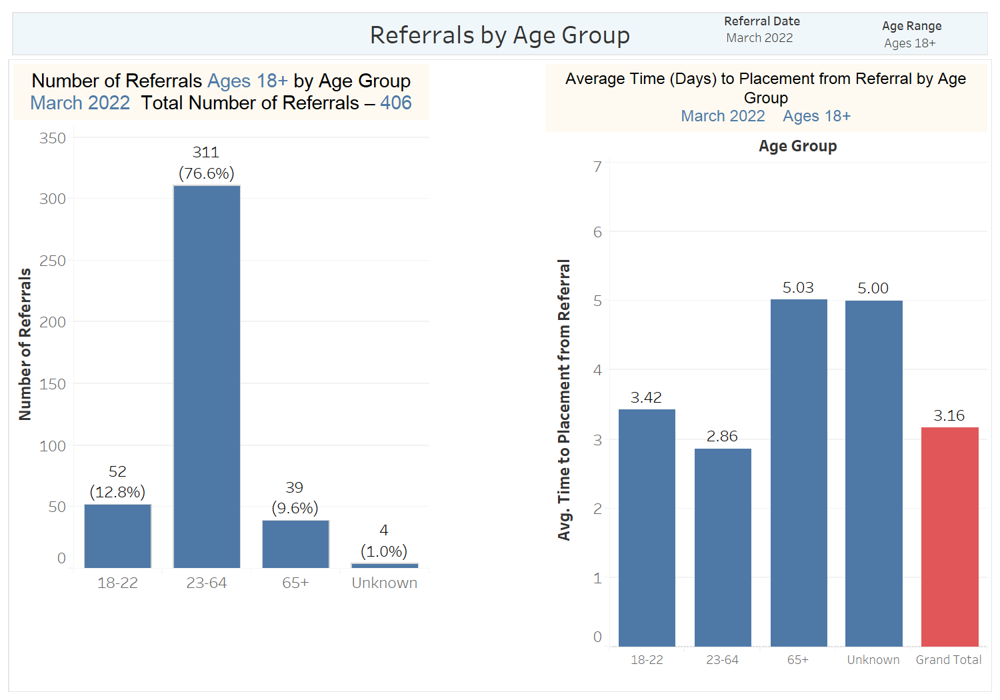 Referrals by Age Group
Referral Date
March 2022
Age Range
Ages 18+
Number of Referrals Ages 18+ by Age Group
March 2022 Total Number of Referrals – 406
Number of Referrals
350
300
250
200
150
100
50
0
52
(12.8%)
311
(76.6%)
39
(9.6%)
4
(1.0%)
18-22
23-64
65+
Unknown
Average Time (Days) to Placement from Referral by Age
Group
March 2022 Ages 18+
Age Group
Avg. Time to Placement from Referral
7
6
5
4
3
2
1
0
3.42
2.86
5.03
5.00
3.16
18-22
23-64
65+
Unknown
Grand Total